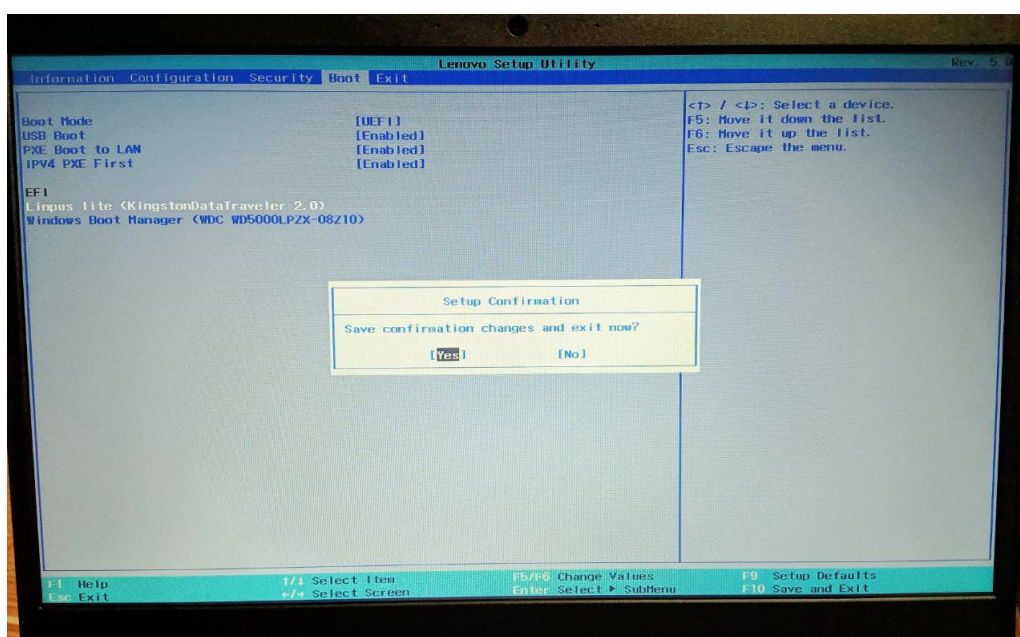 Lenovo Setup Utility
Rev. 5.0
Information Configuration Security Boot Exit
Boot Mode [UEFI]
USB Boot [Enabled]
PXE Boot to LAN [Enabled]
IPV4 PXE First [Enabled]
EFI
Linpus lite (KingstonDataTraveler 2.0)
Windows Boot Manager (WDC WD5000LPZX-08Z10)
<↑> / <↓>: Select a device.
F5: Move it down the list.
F6: Move it up the list.
Esc: Escape the menu.
Setup Confirmation
Save confirmation changes and exit now?
[Yes] [No]
F1 Help ↑/↓ Select Item F5/F6 Change Values F9 Setup Defaults
Esc Exit ←/→ Select Screen Enter Select ▶ SubMenu F10 Save and Exit